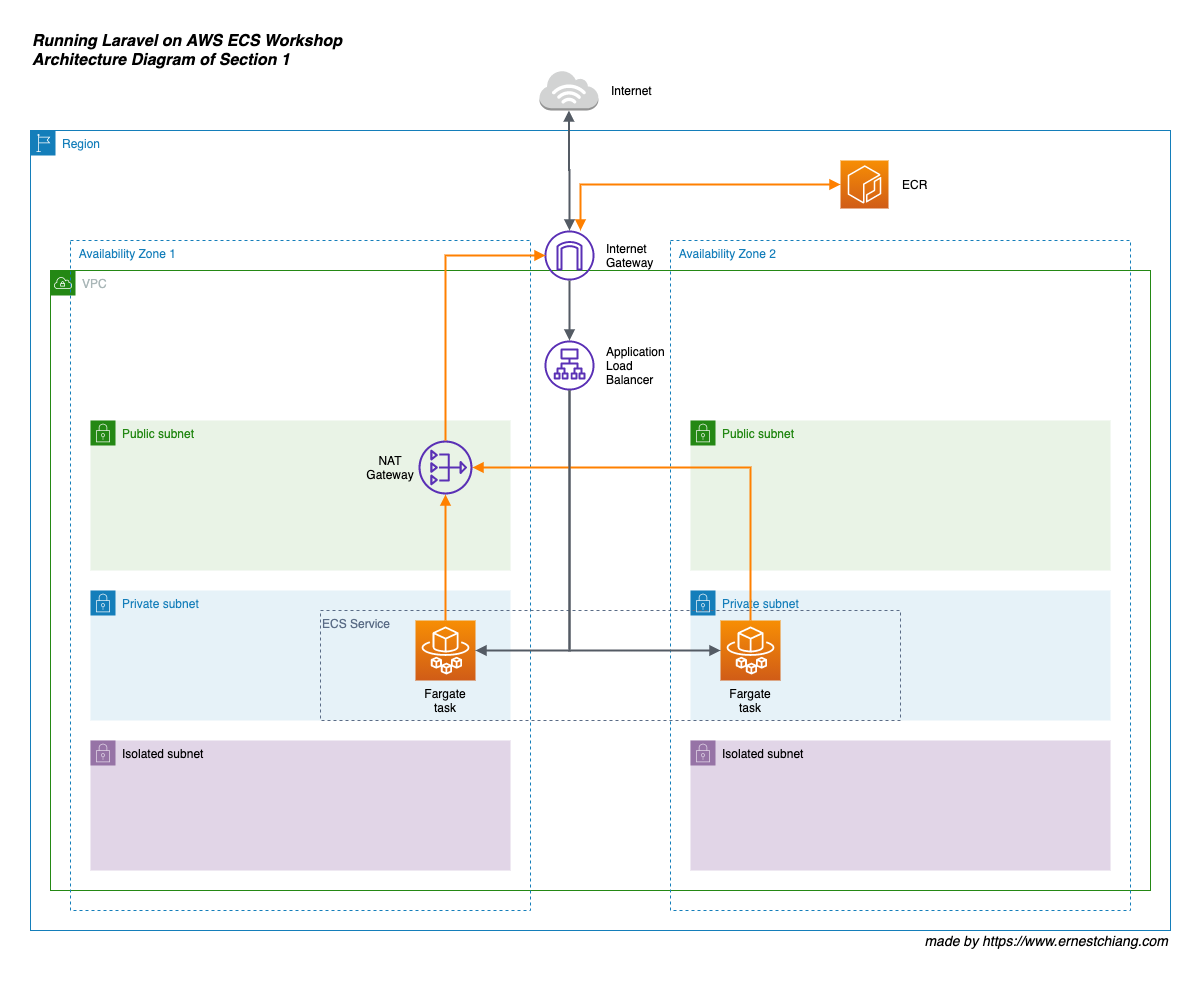 Running Laravel on AWS ECS Workshop
Architecture Diagram of Section 1
Internet
Region
ECR
Internet
Gateway
Availability Zone 1
Availability Zone 2
VPC
Application
Load
Balancer
Public subnet
Public subnet
NAT
Gateway
Private subnet
Private subnet
ECS Service
Fargate
task
Fargate
task
Isolated subnet
Isolated subnet
made by https://www.ernestchiang.com